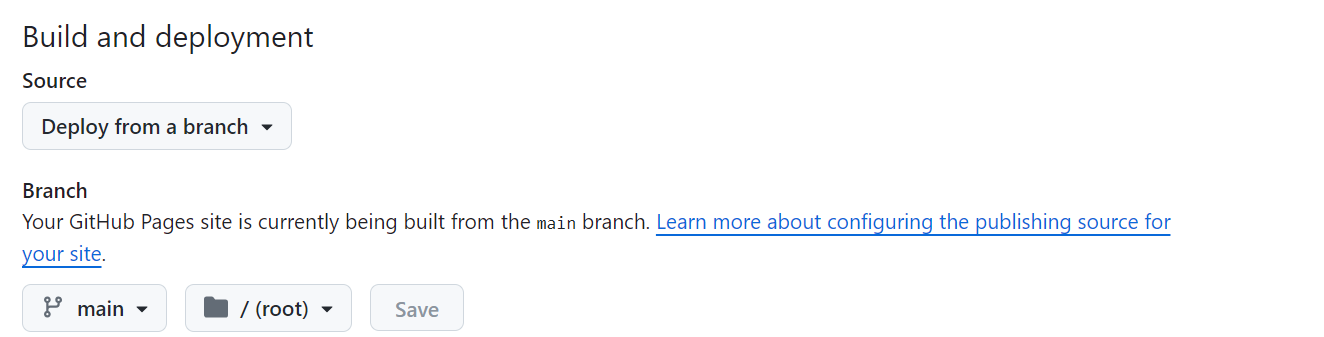 Build and deployment
Source
Deploy from a branch
Branch
Your GitHub Pages site is currently being built from the main branch. Learn more about configuring the publishing source for
your site.
main / (root) Save